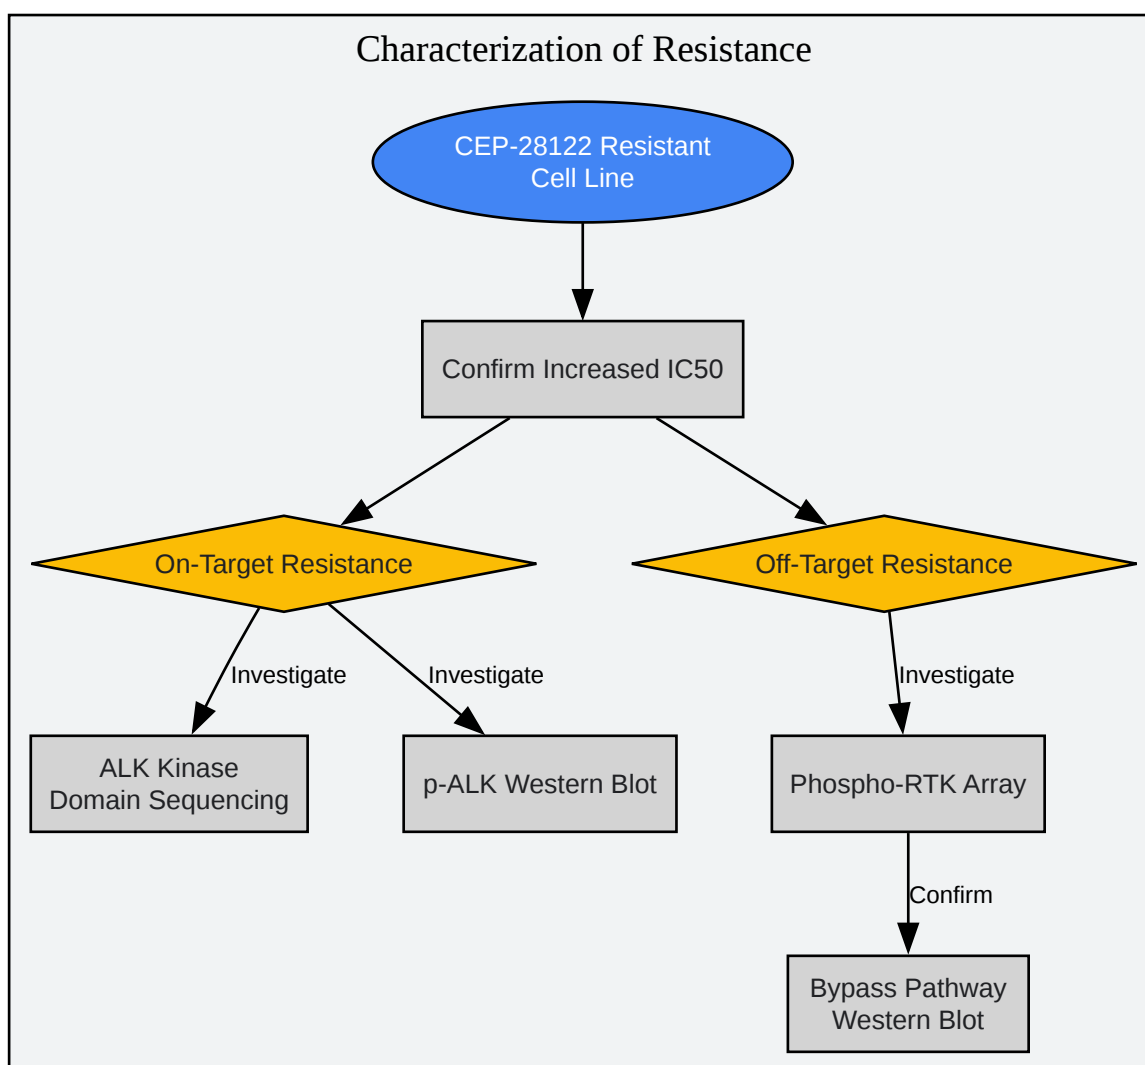 Characterization of Resistance
CEP-28122 Resistant
Cell Line
Confirm Increased IC50
On-Target Resistance
Off-Target Resistance
Investigate
Investigate
Investigate
ALK Kinase
Domain Sequencing
p-ALK Western Blot
Phospho-RTK Array
Confirm
Bypass Pathway
Western Blot